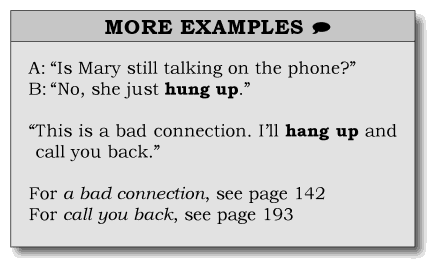 MORE EXAMPLES
A: “Is Mary still talking on the phone?”
B: “No, she just hung up.”
“This is a bad connection. I’ll hang up and
call you back.”
For a bad connection, see page 142
For call you back, see page 193